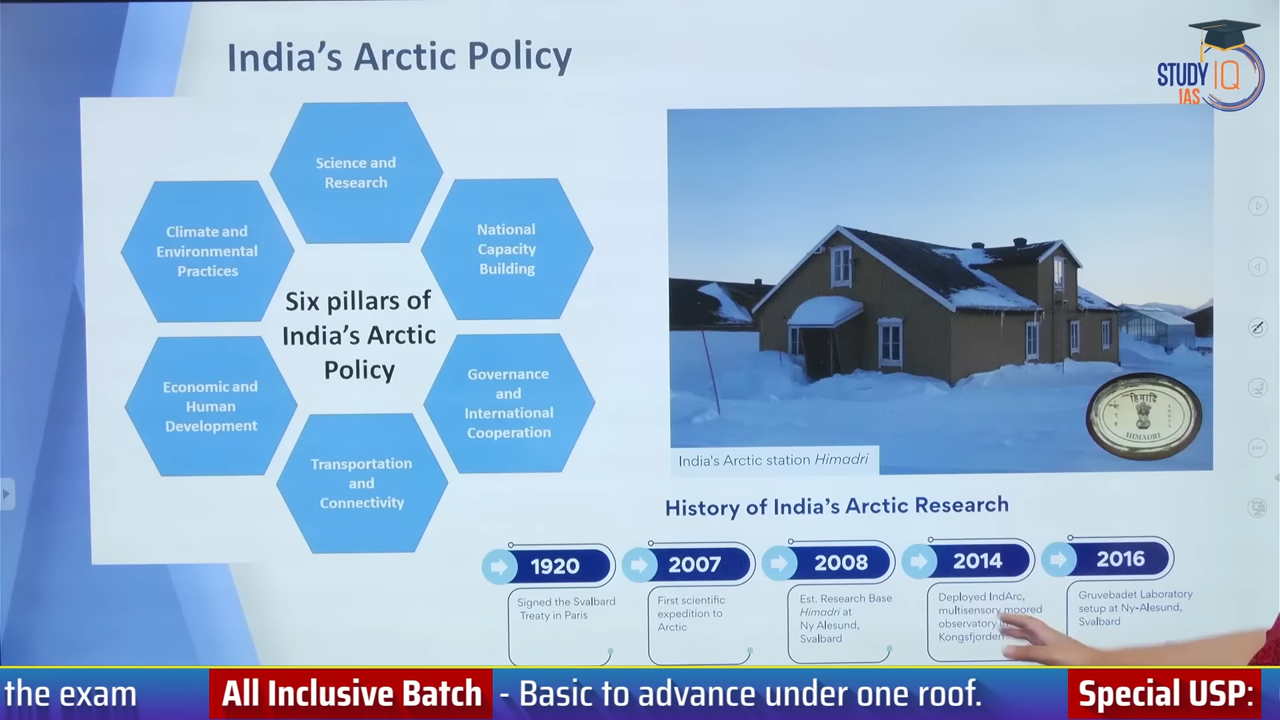 India's Arctic Policy
STUDY IQ
IAS
Science and
Research
Climate and
Environmental
Practices
National
Capacity
Building
Six pillars of
India's Arctic
Policy
Economic and
Human
Development
Governance
and
International
Cooperation
Transportation
and
Connectivity
हिमाद्रि
HIMADRI
India's Arctic station Himadri
History of India's Arctic Research
1920
Signed the Svalbard
Treaty in Paris
2007
First scientific
expedition to
Arctic
2008
Est. Research Base
Himadri at
Ny Alesund,
Svalbard
2014
Deployed IndArc,
multisensory moored
observatory
Kongsfjorden
2016
Gruvebadet Laboratory
setup at Ny-Alesund,
Svalbard
the exam All Inclusive Batch - Basic to advance under one roof. Special USP: